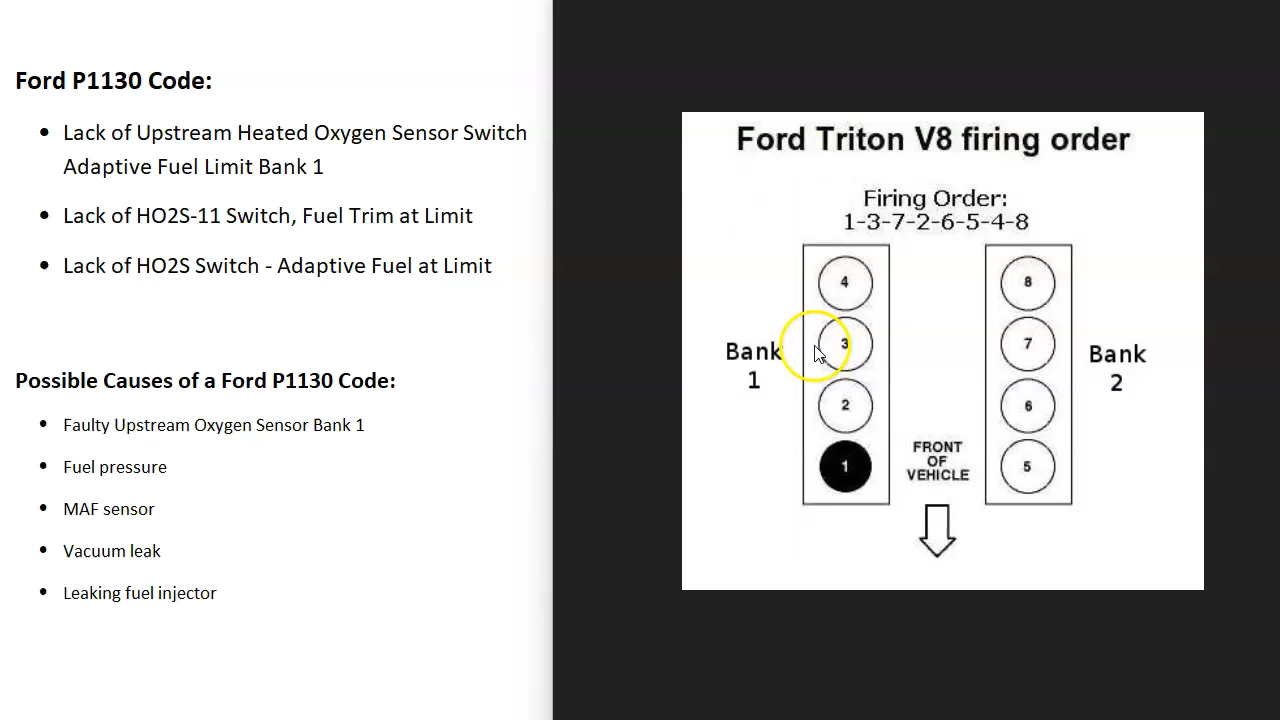 Ford P1130 Code:
Lack of Upstream Heated Oxygen Sensor Switch
Adaptive Fuel Limit Bank 1
Lack of HO2S-11 Switch, Fuel Trim at Limit
Lack of HO2S Switch - Adaptive Fuel at Limit
Possible Causes of a Ford P1130 Code:
Faulty Upstream Oxygen Sensor Bank 1
Fuel pressure
MAF sensor
Vacuum leak
Leaking fuel injector
Ford Triton V8 firing order
Firing Order:
1-3-7-2-6-5-4-8
4
8
Bank
1
3
7
Bank
2
2
6
1
FRONT
OF
VEHICLE
5